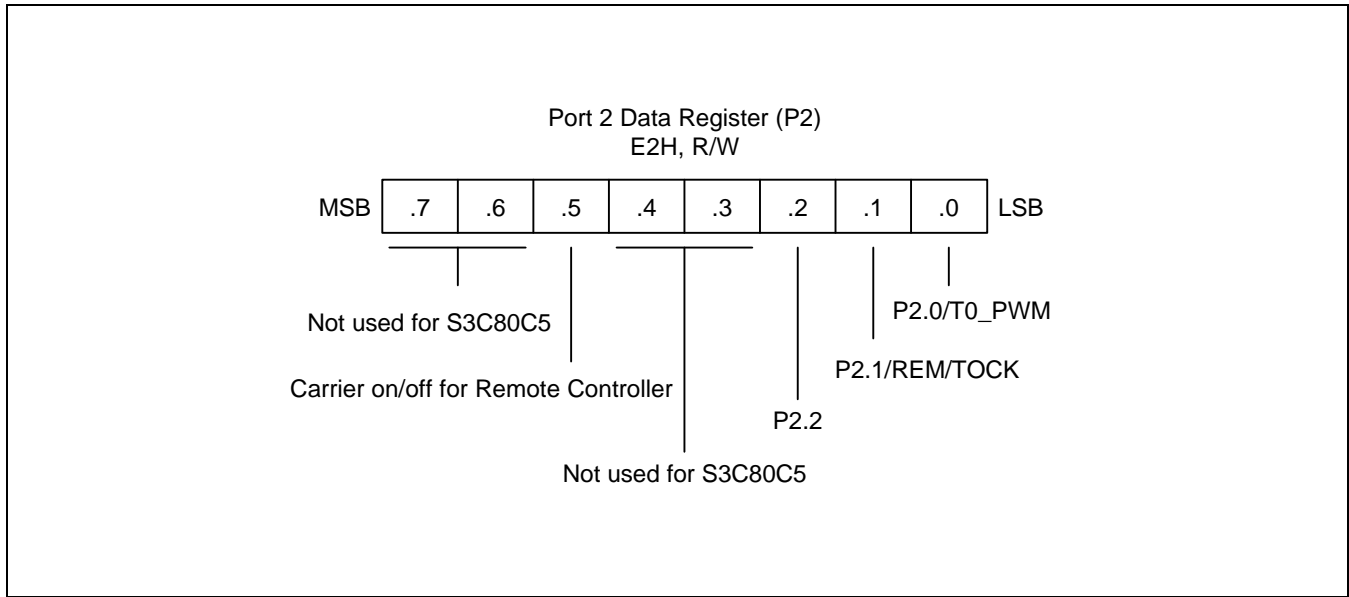 Port 2 Data Register (P2)
E2H, R/W
MSB .7 .6 .5 .4 .3 .2 .1 .0 LSB
P2.0/T0_PWM
Not used for S3C80C5
P2.1/REM/TOCK
Carrier on/off for Remote Controller
P2.2
Not used for S3C80C5